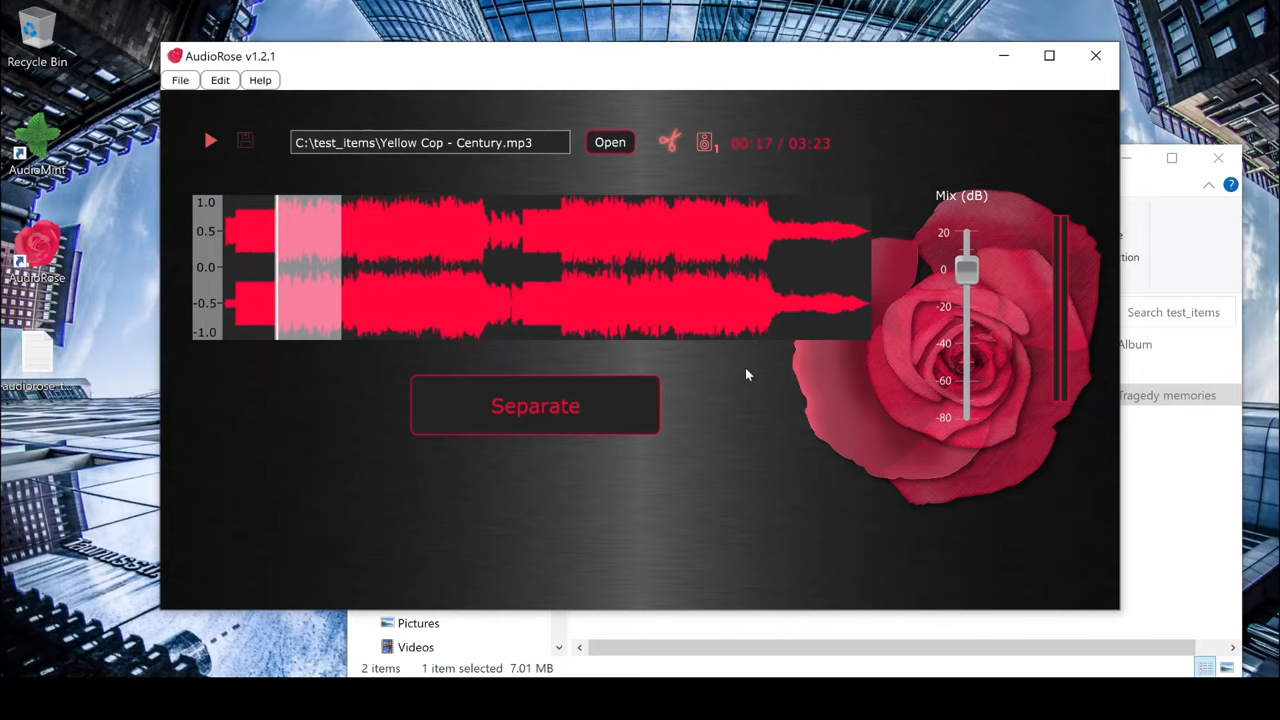 Recycle Bin
AudioMint
AudioRose
AudioRose v1.2.1
File Edit Help
C:\test_items\Yellow Cop - Century.mp3
Open
1
00:17 / 03:23
1.0
0.5
0.0
-0.5
-1.0
Mix (dB)
20
0
-20
-40
-60
-80
Separate
?
Search test_items
Album
Tragedy memories
Pictures
Videos
2 items 1 item selected 7.01 MB